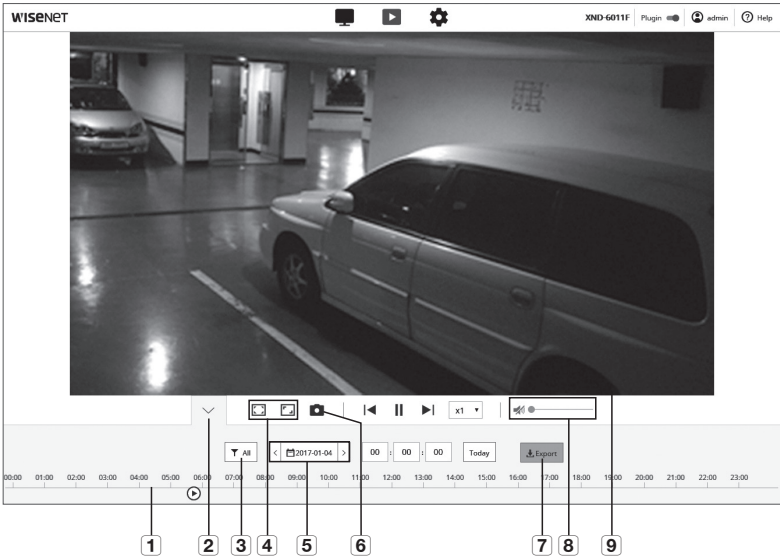 WISENET
XND-6011F Plugin admin ? Help
x1
All < 2017-01-04 > 00 : 00 : 00 Today Export
00:00 01:00 02:00 03:00 04:00 05:00 06:00 07:00 08:00 09:00 10:00 11:00 12:00 13:00 14:00 15:00 16:00 17:00 18:00 19:00 20:00 21:00 22:00 23:00
1 2 3 4 5 6 7 8 9